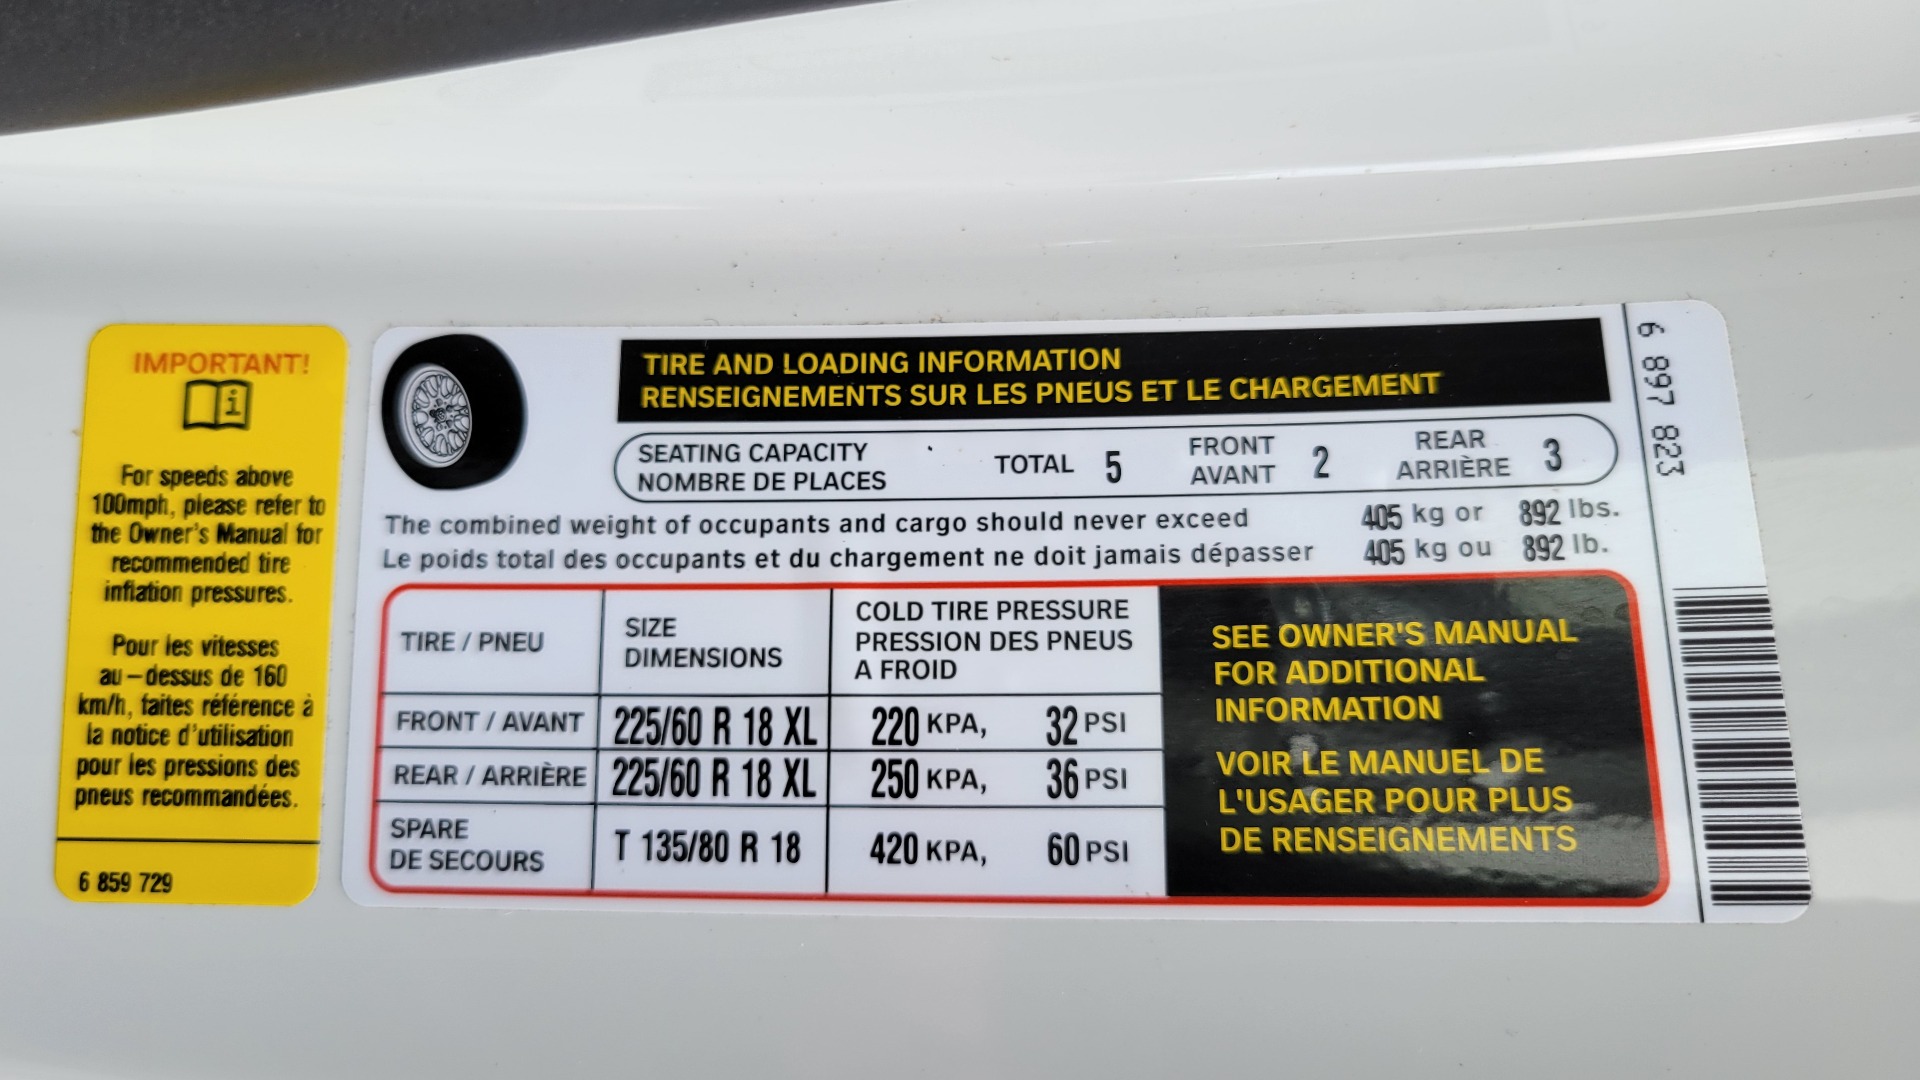 IMPORTANT!
i
For speeds above
100mph, please refer to
the Owner's Manual for
recommended tire
inflation pressures.
Pour les vitesses
au-dessus de 160
km/h, faites référence à
la notice d'utilisation
pour les pressions des
pneus recommandées.
6 859 729
TIRE AND LOADING INFORMATION
RENSEIGNEMENTS SUR LES PNEUS ET LE CHARGEMENT
SEATING CAPACITY
NOMBRE DE PLACES
TOTAL 5
FRONT
AVANT 2
REAR
ARRIÈRE 3
The combined weight of occupants and cargo should never exceed 405 kg or 892 lbs.
Le poids total des occupants et du chargement ne doit jamais dépasser 405 kg ou 892 lb.
TIRE / PNEU
SIZE
DIMENSIONS
COLD TIRE PRESSURE
PRESSION DES PNEUS
A FROID
FRONT / AVANT 225/60 R 18 XL 220 KPA, 32 PSI
REAR / ARRIÈRE 225/60 R 18 XL 250 KPA, 36 PSI
SPARE
DE SECOURS
T 135/80 R 18 420 KPA, 60 PSI
SEE OWNER'S MANUAL
FOR ADDITIONAL
INFORMATION
VOIR LE MANUEL DE
L'USAGER POUR PLUS
DE RENSEIGNEMENTS
6 897 823